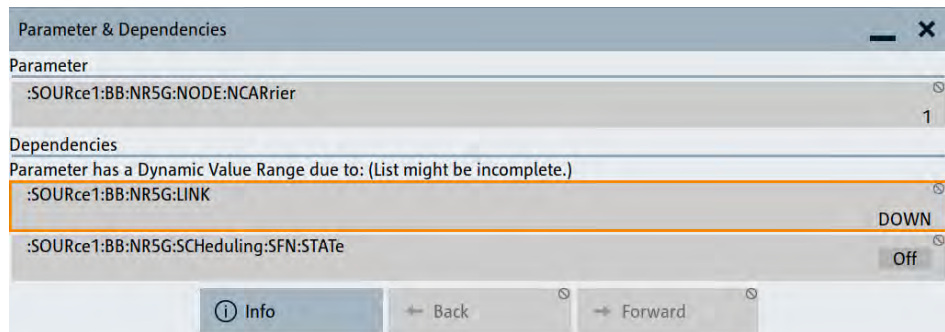 Parameter & Dependencies
Parameter
:SOURce1:BB:NR5G:NODE:NCARrier
1
Dependencies
Parameter has a Dynamic Value Range due to: (List might be incomplete.)
:SOURce1:BB:NR5G:LINK
DOWN
:SOURce1:BB:NR5G:SCHeduling:SFN:STATe
Off
Info
Back
Forward